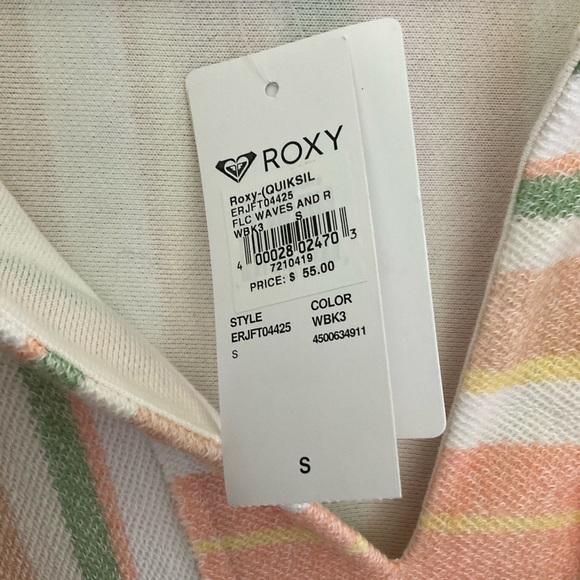 ROXY
Roxy-(QUIKSIL
ERJFT04425
FLC WAVES AND R
WBK3 S
4 00028 02470 3
7210419
PRICE: $ 55.00
STYLE COLOR
ERJFT04425 WBK3
S 4500634911
S